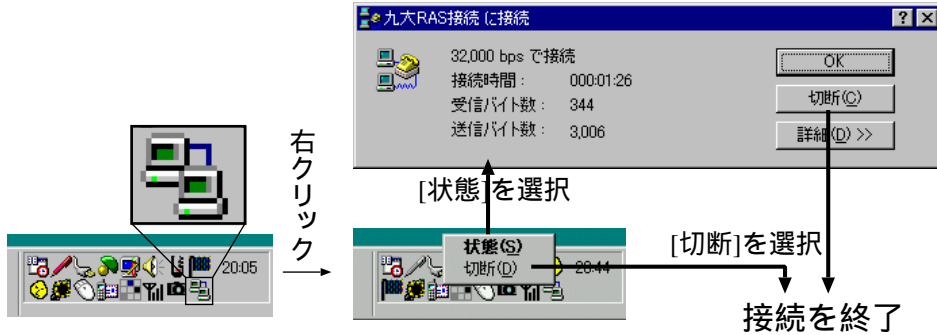 九大RAS接続 に接続
32,000 bps で接続
接続時間： 000:01:26
受信バイト数： 344
送信バイト数： 3,006
OK
切断(C)
詳細(D) >>
右クリック
[状態]を選択
20:05
状態(S)
切断(D)
20:44
[切断]を選択
接続を終了